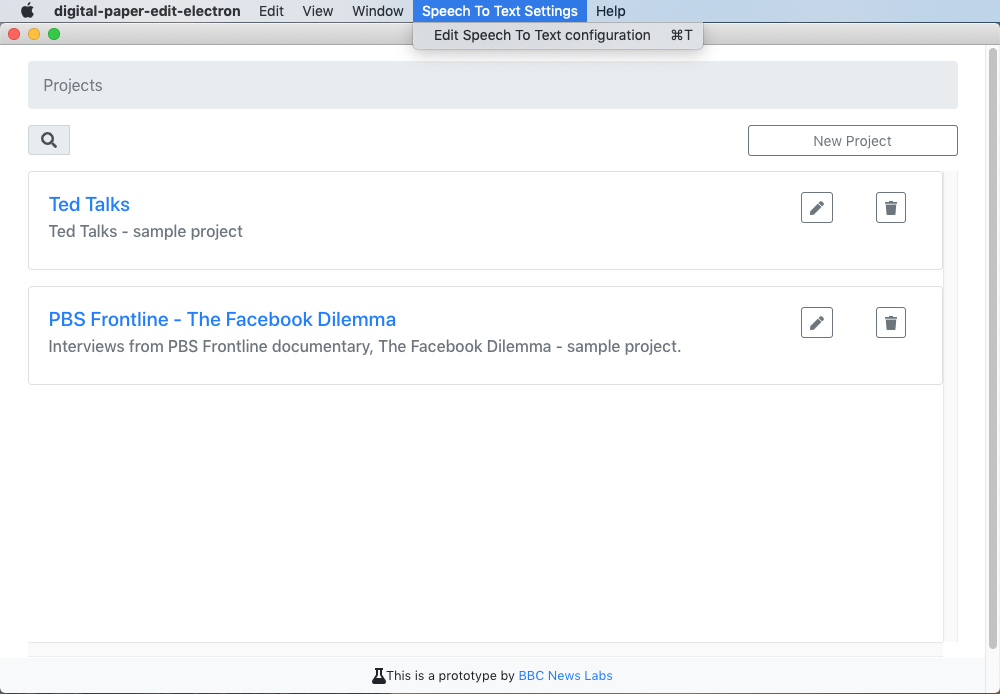 digital-paper-edit-electron Edit View Window Speech To Text Settings Help
Edit Speech To Text configuration ⌘T
Projects
New Project
Ted Talks
Ted Talks - sample project
PBS Frontline - The Facebook Dilemma
Interviews from PBS Frontline documentary, The Facebook Dilemma - sample project.
This is a prototype by BBC News Labs